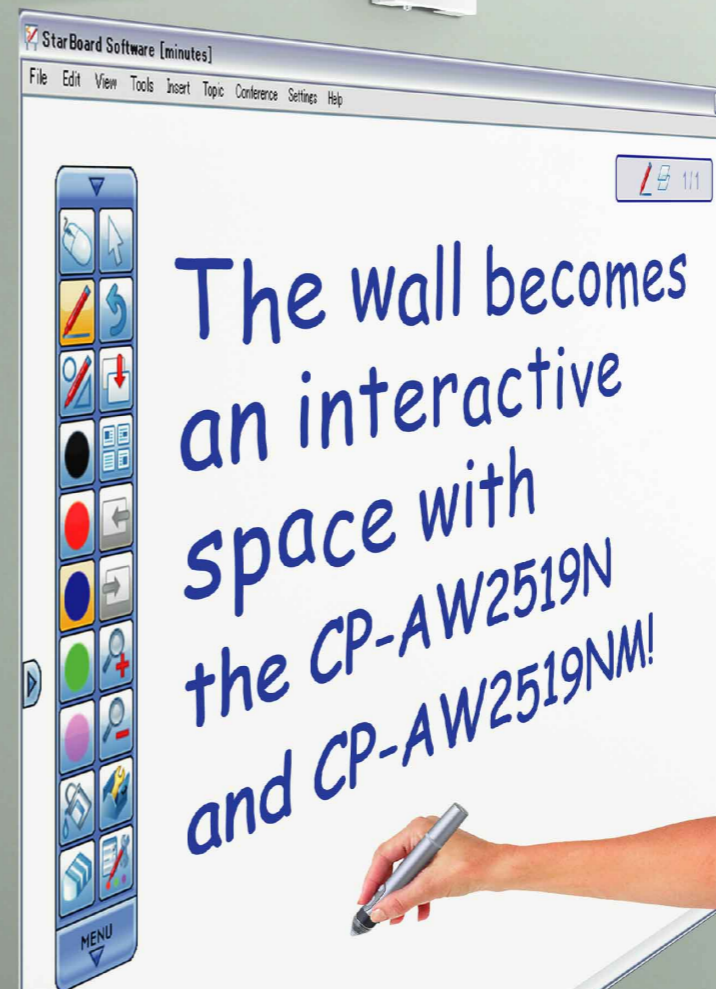 StarBoard Software [minutes]
File Edit View Tools Insert Topic Conference Settings Help
1/1
The wall becomes
an interactive
space with
the CP-AW2519N
and CP-AW2519NM!
MENU